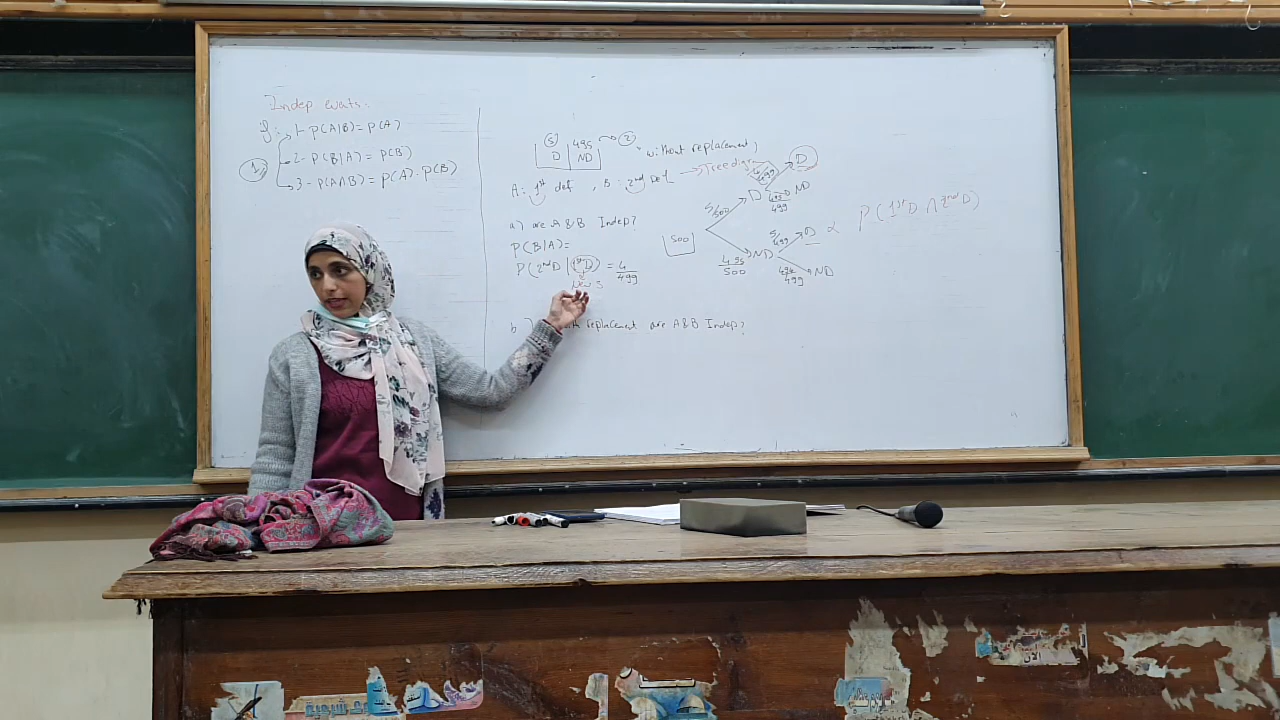 Indep events:
1- P(A|B) = P(A)
2- P(B|A) = P(B)
3- P(A∩B) = P(A) . P(B)
5 495 2
D ND "without replacement,
A: 1st def , B = 2nd Def → Tree diagram
a) are A & B Indep?
P(B|A) =
P(2nd D | 1st D) = 4/499
b) replacement are A & B Indep?
500
5/500 D 4/499 D
495/499 ND
495/500 ND 5/499 D
494/499 ND
P(1st D ∩ 2nd D)